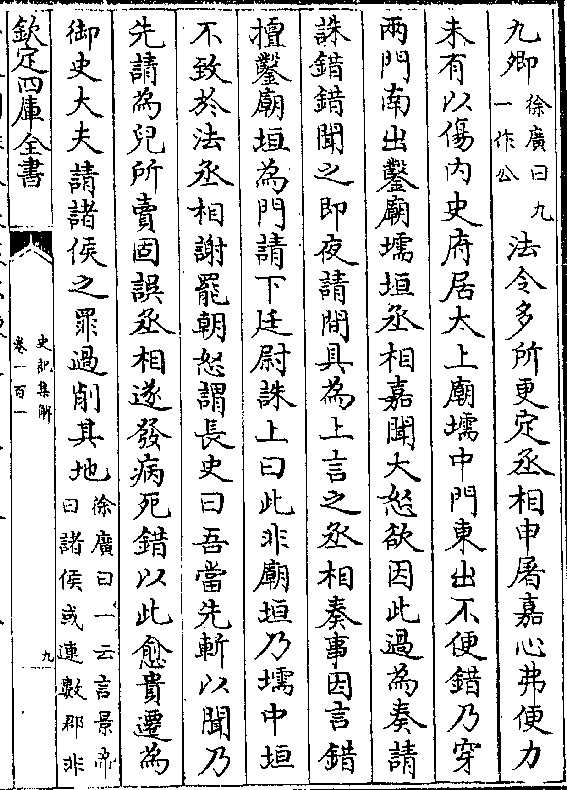 九卿徐廣曰九
一作公法令多所更定丞相申屠嘉心弗便力
未有以傷内史府居太上廟壖中門東出不便錯乃穿
兩門南出鑿廟壖垣丞相嘉聞大怒欲因此過為奏請
誅錯錯聞之即夜請間具為上言之丞相奏事因言錯
擅鑿廟垣為門請下廷尉誅上曰此非廟垣乃壖中垣
不致於法丞相謝罷朝怒謂長史曰吾當先斬以聞乃
先請為兒所賣固誤丞相遂發病死錯以此愈貴遷為
御史大夫請諸侯之罪過削其地徐廣曰一云言景帝
曰諸侯或連數郡非
欽定四庫全書
史記集解
卷一百一
九